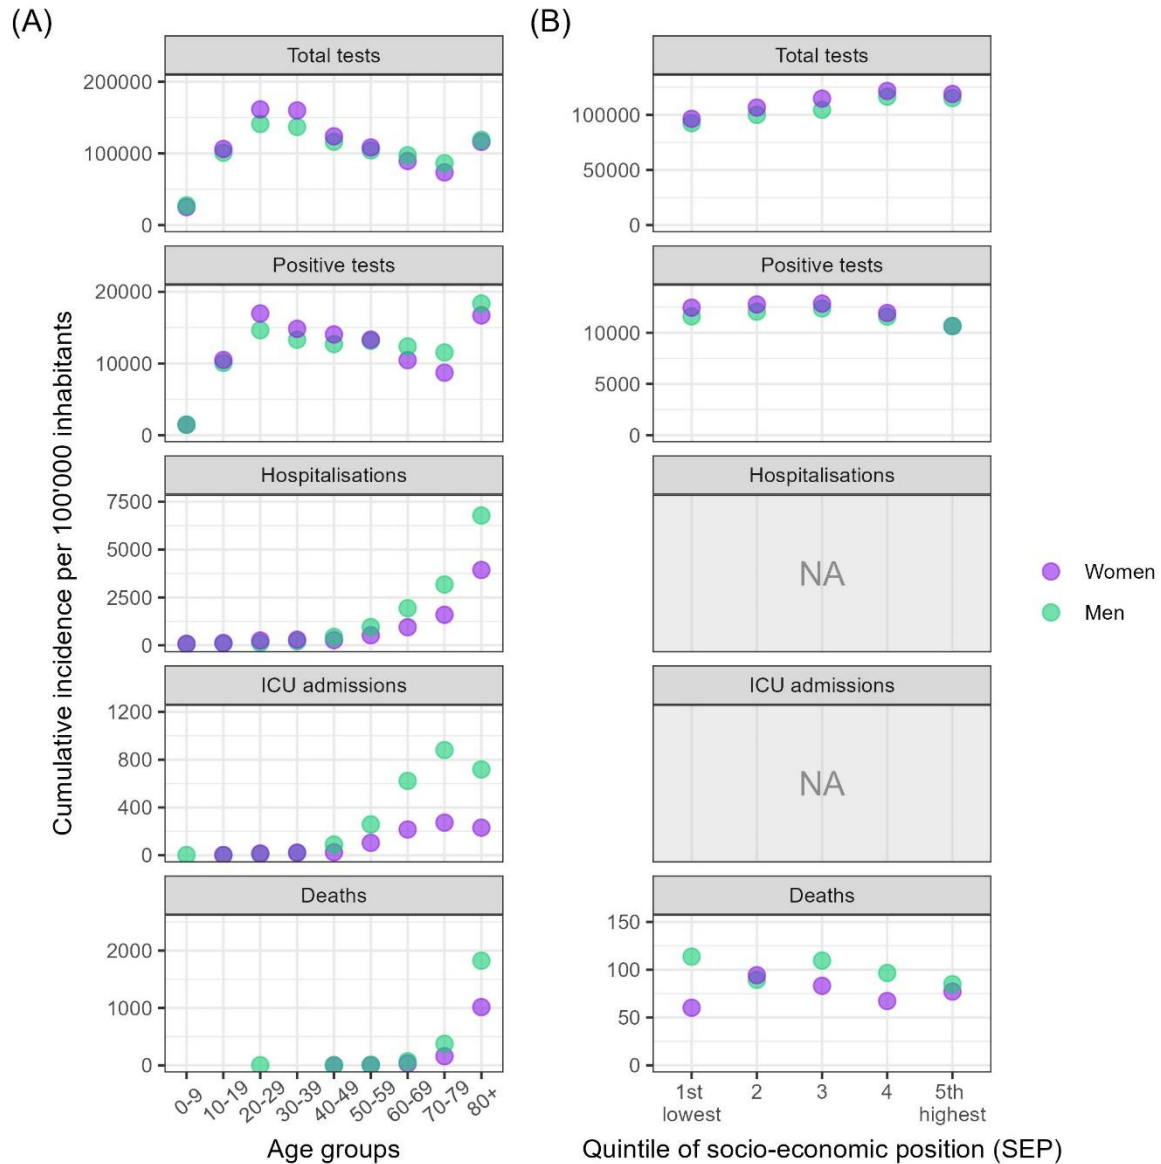 (A)
Total tests
200000
100000
0
Positive tests
20000
10000
0
Hospitalisations
7500
5000
2500
0
ICU admissions
1200
800
400
0
Deaths
2000
1000
0
0-9
10-19
20-29
30-39
40-49
50-59
60-69
70-79
80+
Age groups
Cumulative incidence per 100'000 inhabitants
(B)
Total tests
100000
50000
0
Positive tests
10000
5000
0
Hospitalisations
NA
ICU admissions
NA
Deaths
150
100
50
0
1st
lowest
2
3
4
5th
highest
Quintile of socio-economic position (SEP)
Women
Men